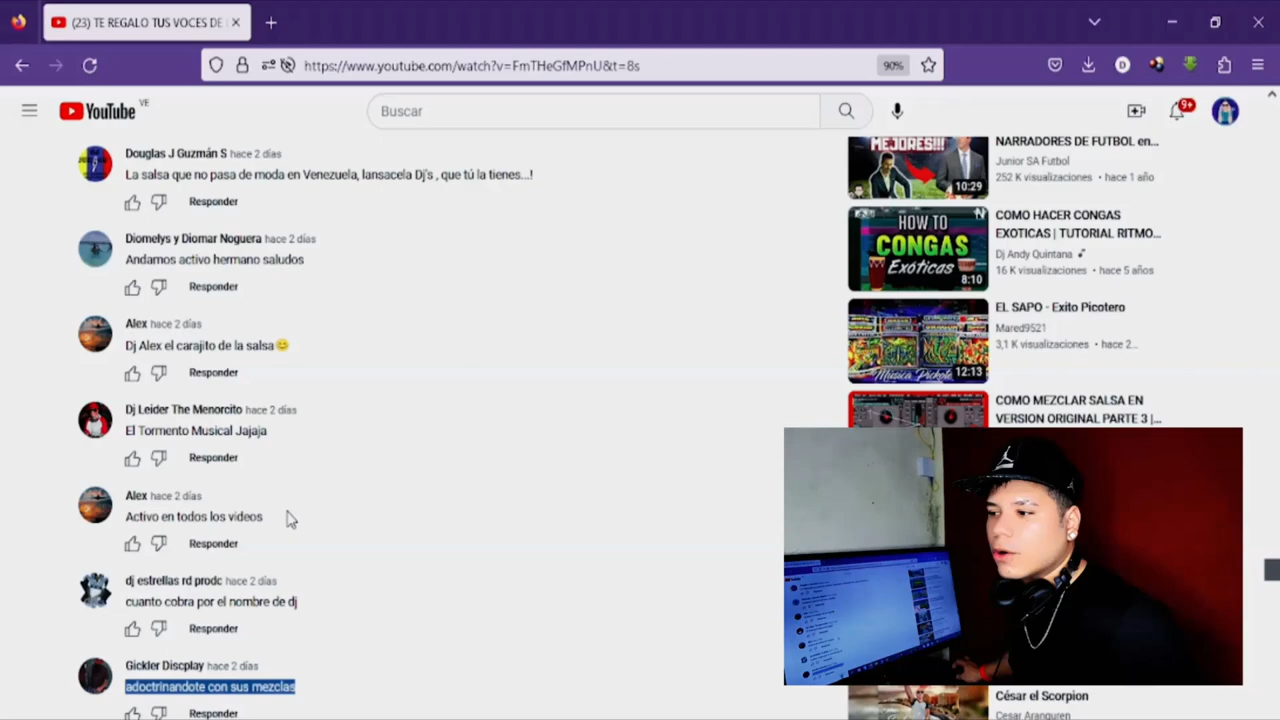 (23) TE REGALO TUS VOCES DE
https://www.youtube.com/watch?v=FmTHeGfMPnU&t=8s
90%
YouTube VE
Buscar
9+
Douglas J Guzmán S hace 2 días
La salsa que no pasa de moda en Venezuela, lansacela Dj's , que tú la tienes...!
Responder
Diomelys y Diomar Noguera hace 2 días
Andamos activo hermano saludos
Responder
Alex hace 2 días
Dj Alex el carajito de la salsa😊
Responder
Dj Leider The Menorcito hace 2 días
El Tormento Musical Jajaja
Responder
Alex hace 2 días
Activo en todos los videos
Responder
dj estrellas rd prodc hace 2 días
cuanto cobra por el nombre de dj
Responder
Gickler Discplay hace 2 días
adoctrinandote con sus mezclas
Responder
MEJORES!!!
10:29
NARRADORES DE FUTBOL en...
Junior SA Futbol
252 K visualizaciones • hace 1 año
HOW TO
CONGAS
Exóticas
8:10
COMO HACER CONGAS
EXOTICAS | TUTORIAL RITMO...
Dj Andy Quintana
16 K visualizaciones • hace 5 años
Música Pickote
12:13
EL SAPO - Exito Picotero
Mared9521
3,1 K visualizaciones • hace 2...
COMO MEZCLAR SALSA EN
VERSION ORIGINAL PARTE 3 |...
César el Scorpion
Cesar Aranguren